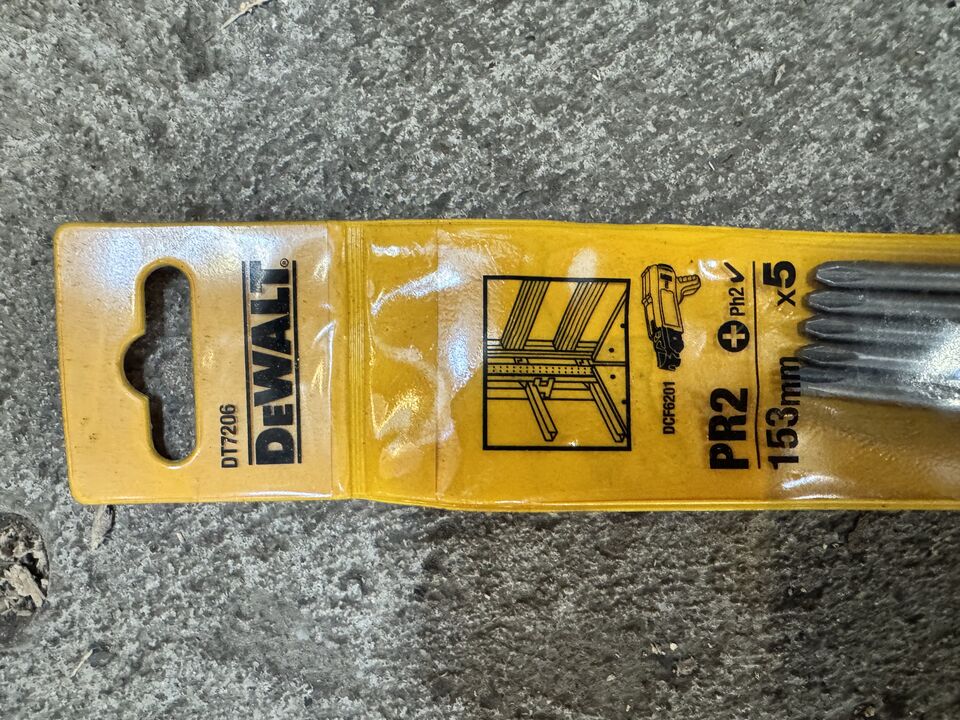 DT7206
DEWALT®
DCF6201
PR2 Ph2
153mm x5